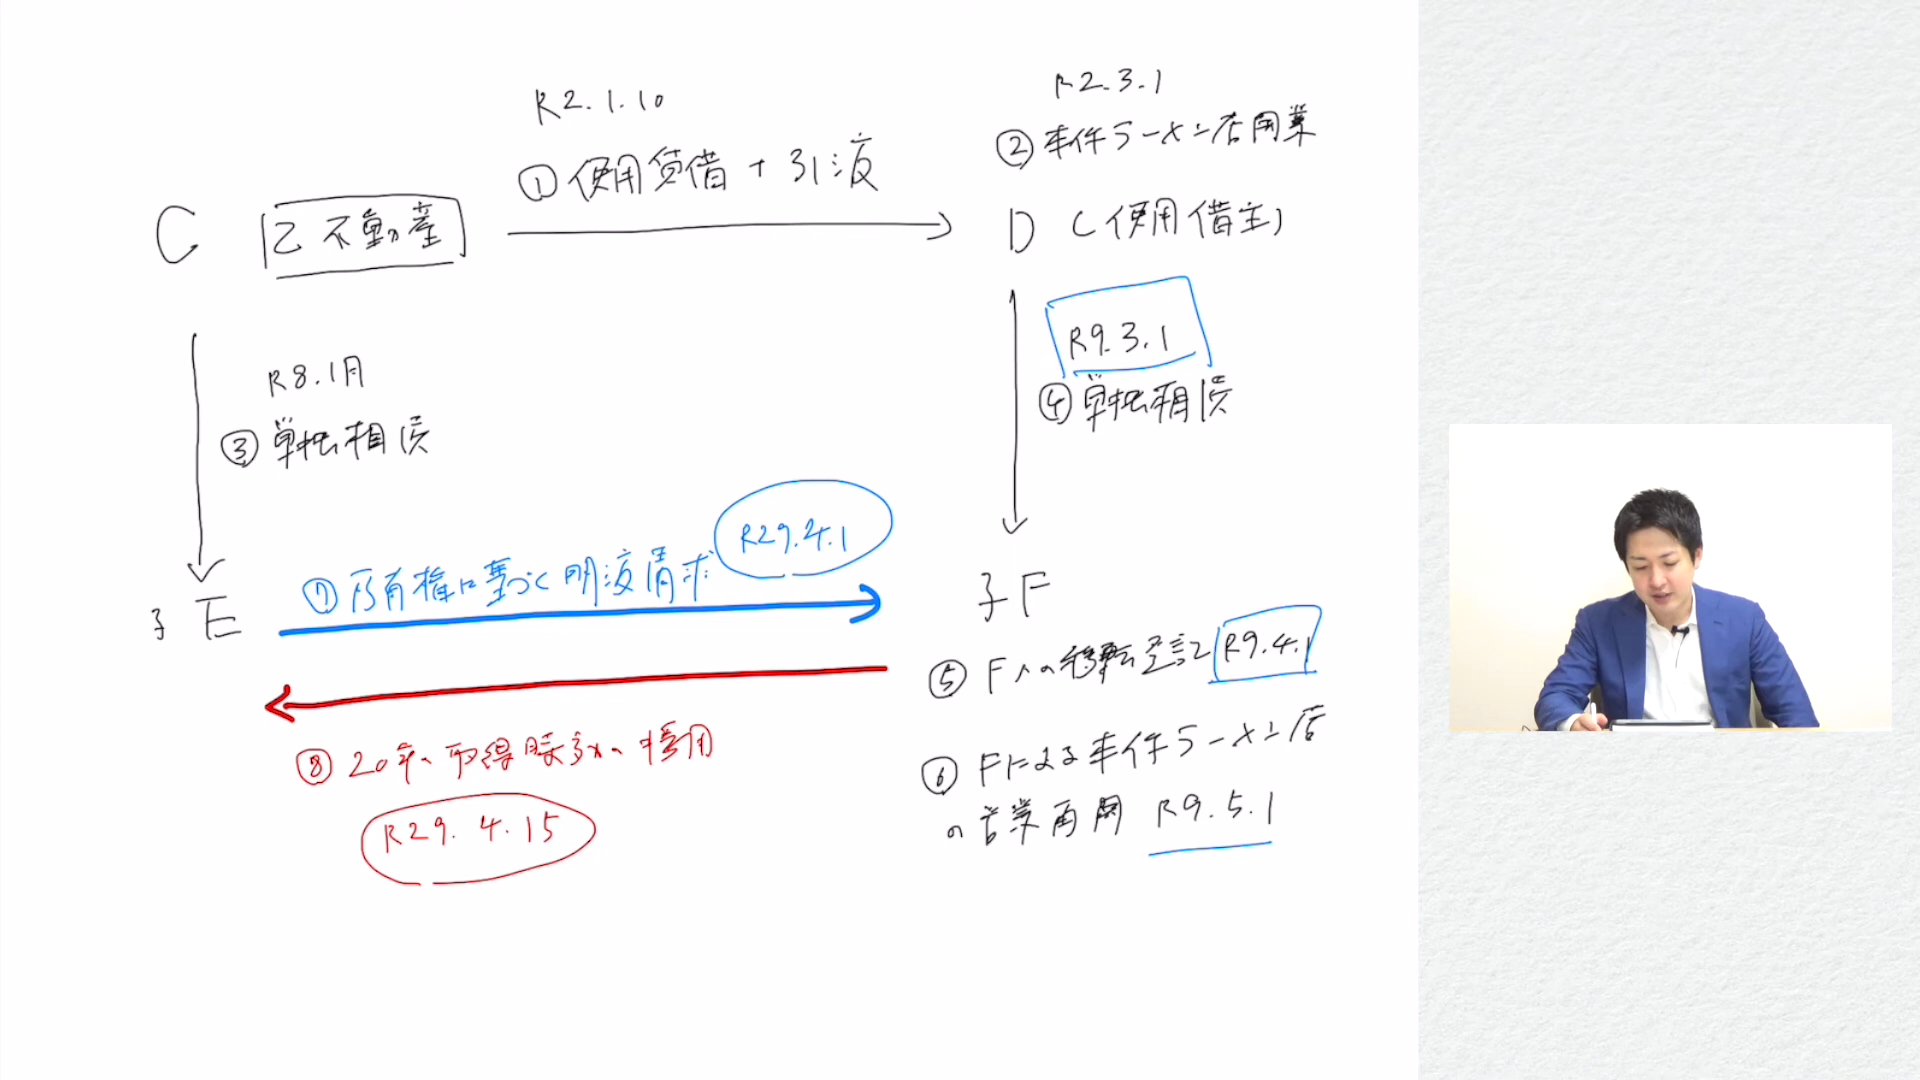 R2.1.10
①使用貸借+引渡
R2.3.1
②本件ラーメン店開業
C 乙不動産
D (使用借主)
R9.3.1
④単独相続
R8.1月
③単独相続
R29.4.1
⑦所有権に基づく明渡請求
子E
子F
⑤Fへの移転登記 R9.4.1
⑥Fによる本件ラーメン店
の営業再開 R9.5.1
⑧20年の取得時効の援用
R29.4.15